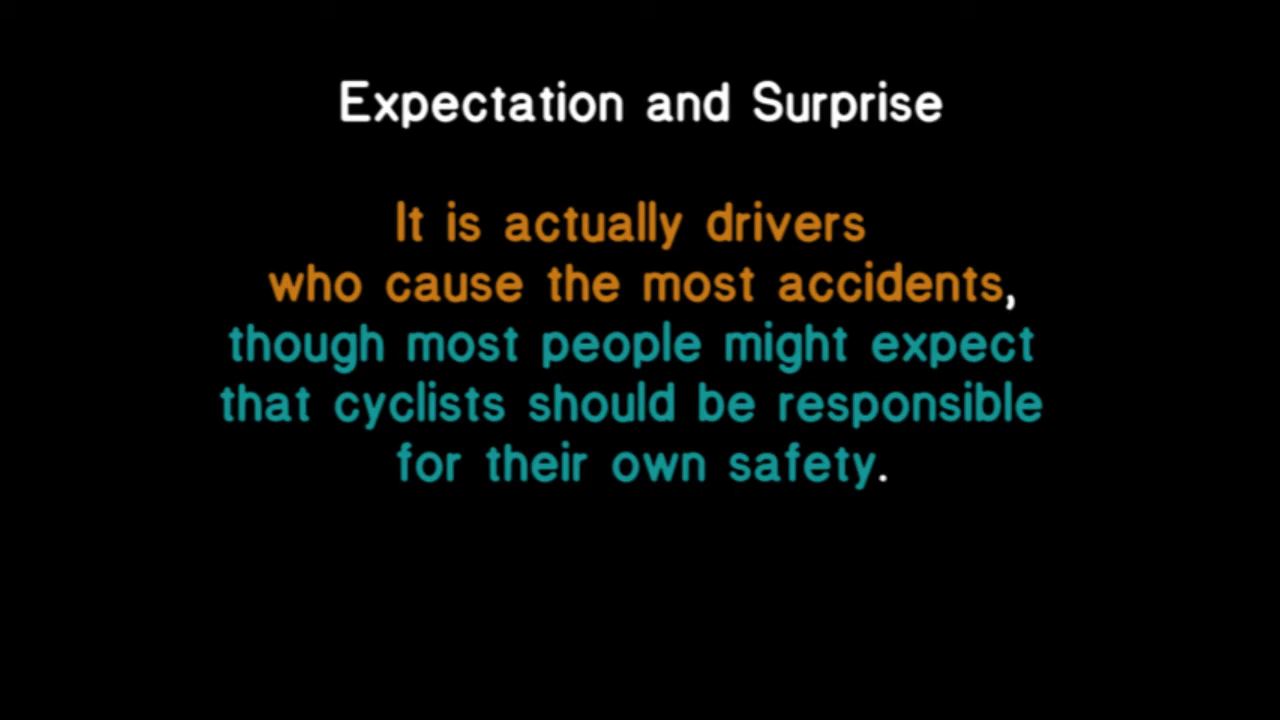 Expectation and Surprise
It is actually drivers
who cause the most accidents,
though most people might expect
that cyclists should be responsible
for their own safety.